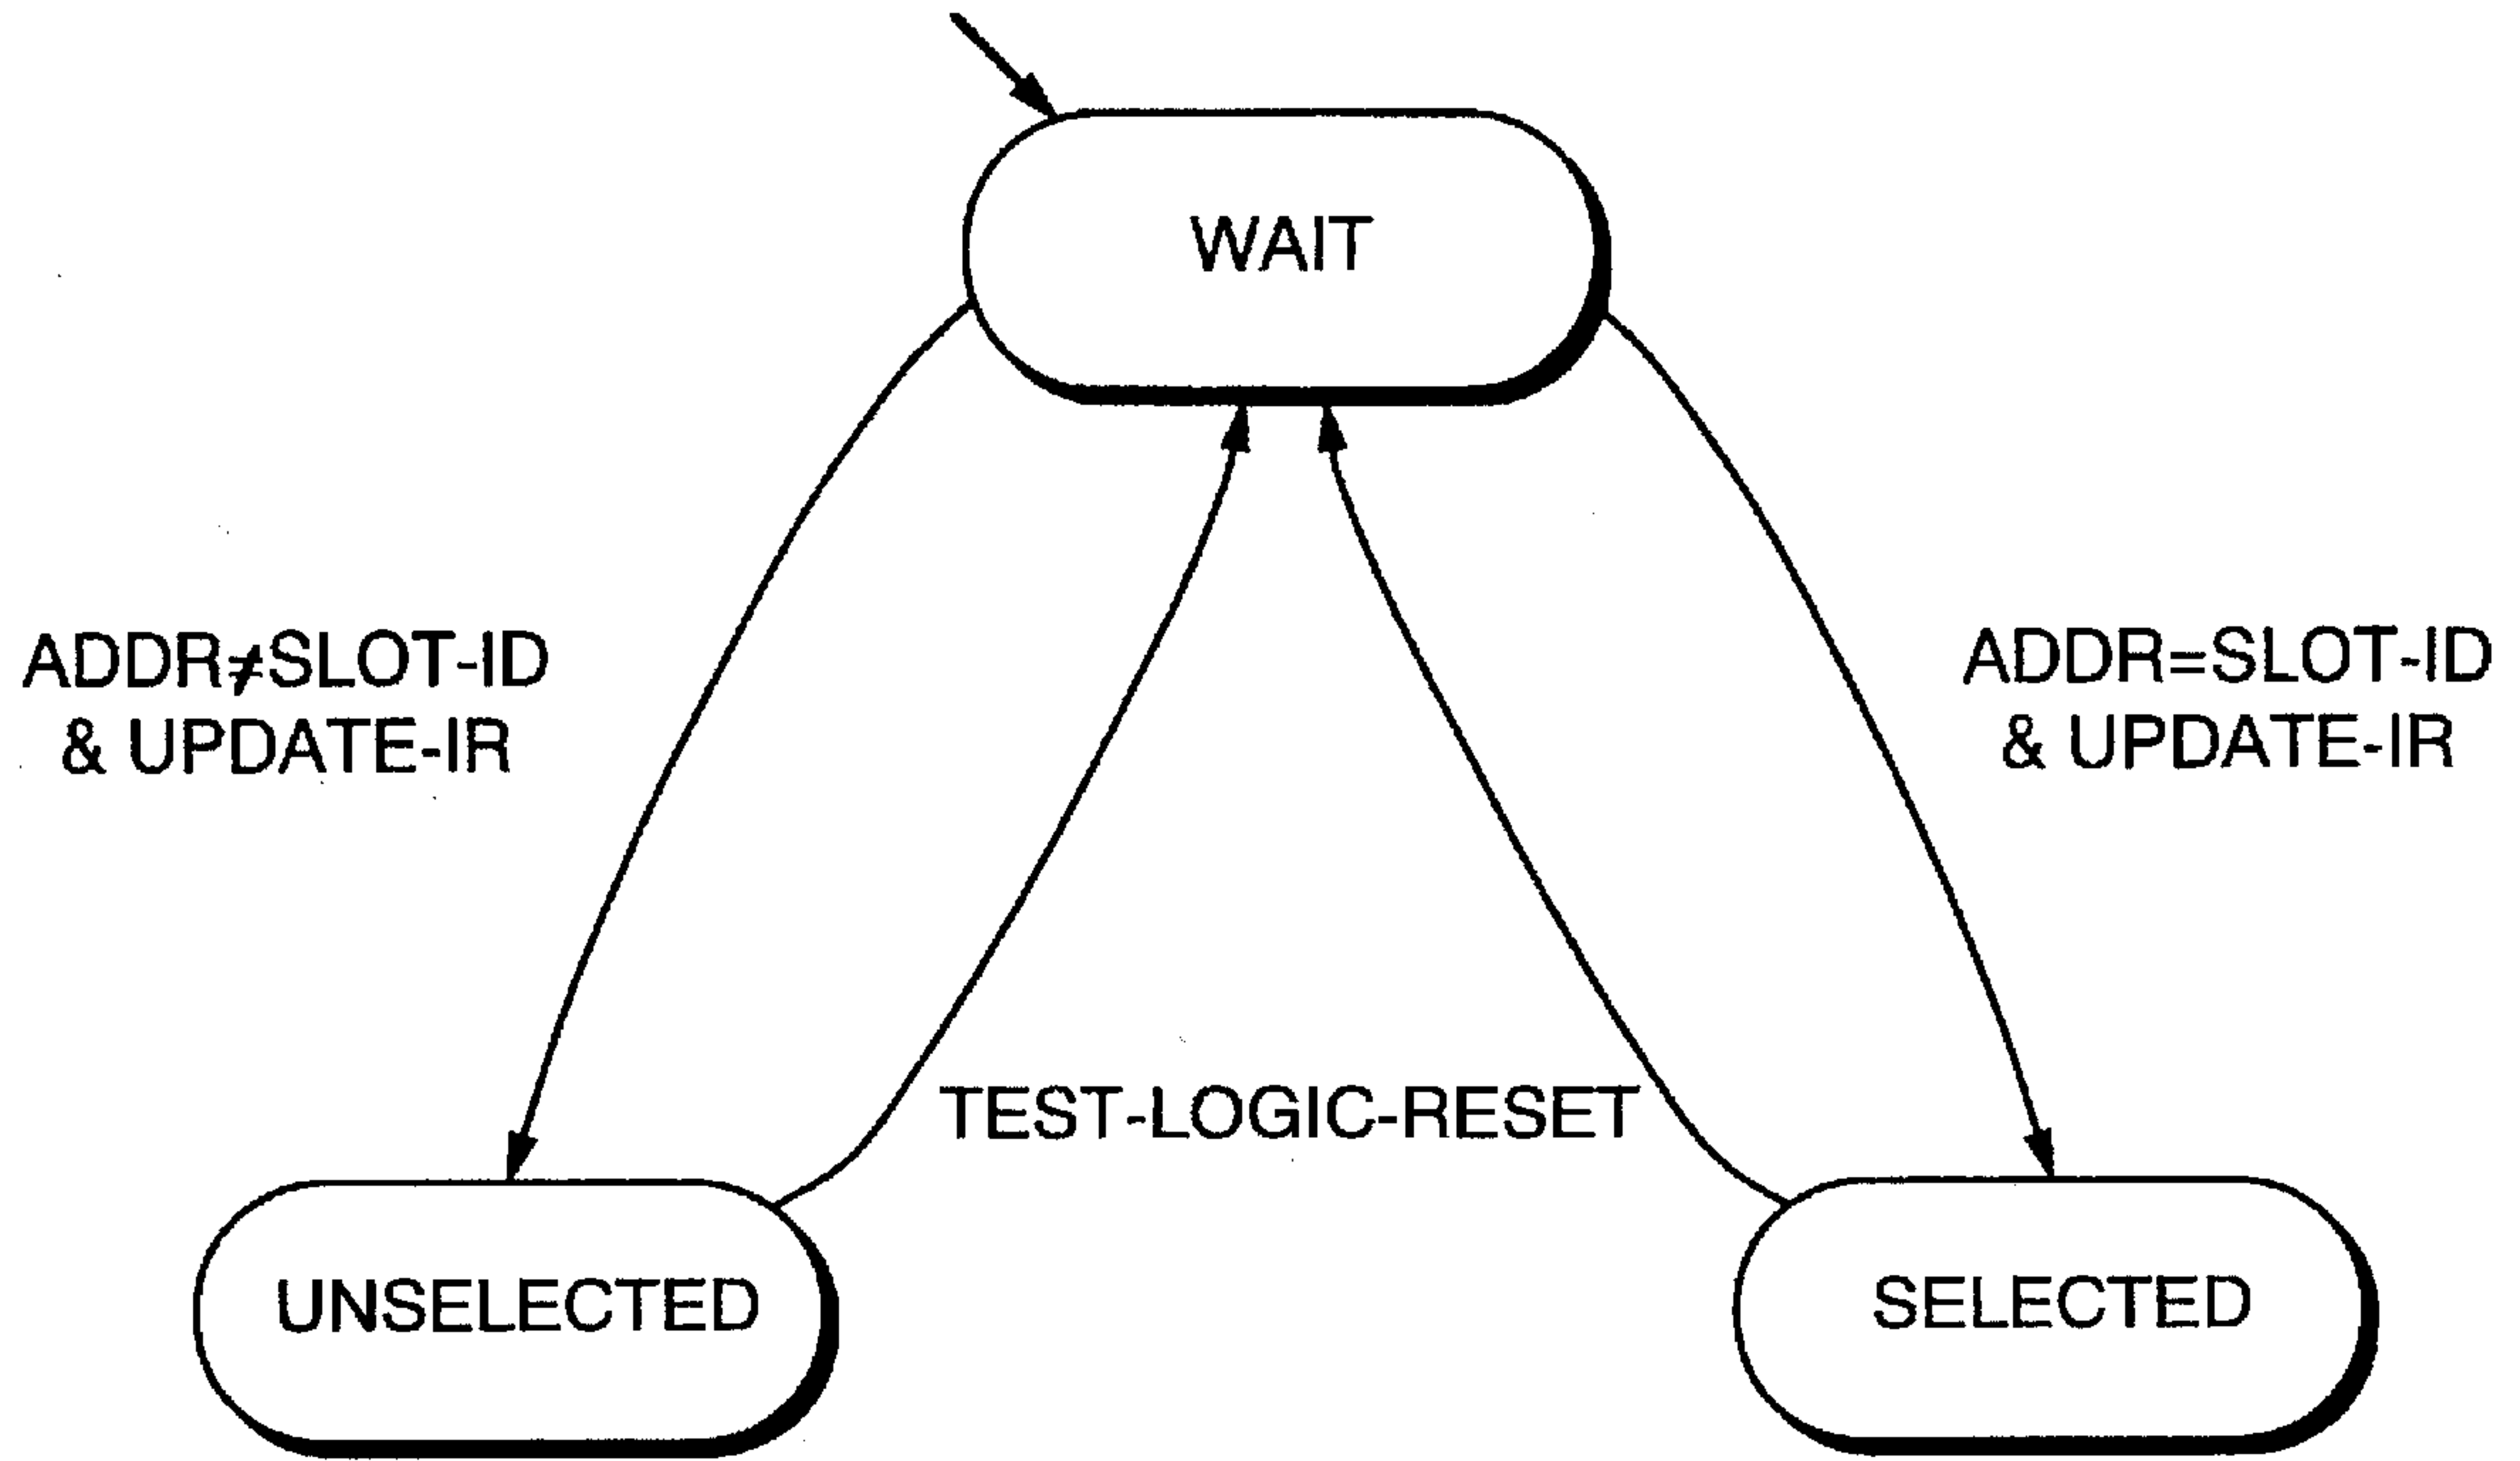 WAIT
ADDR≠SLOT-ID
& UPDATE-IR
ADDR=SLOT-ID
& UPDATE-IR
TEST-LOGIC-RESET
UNSELECTED
SELECTED